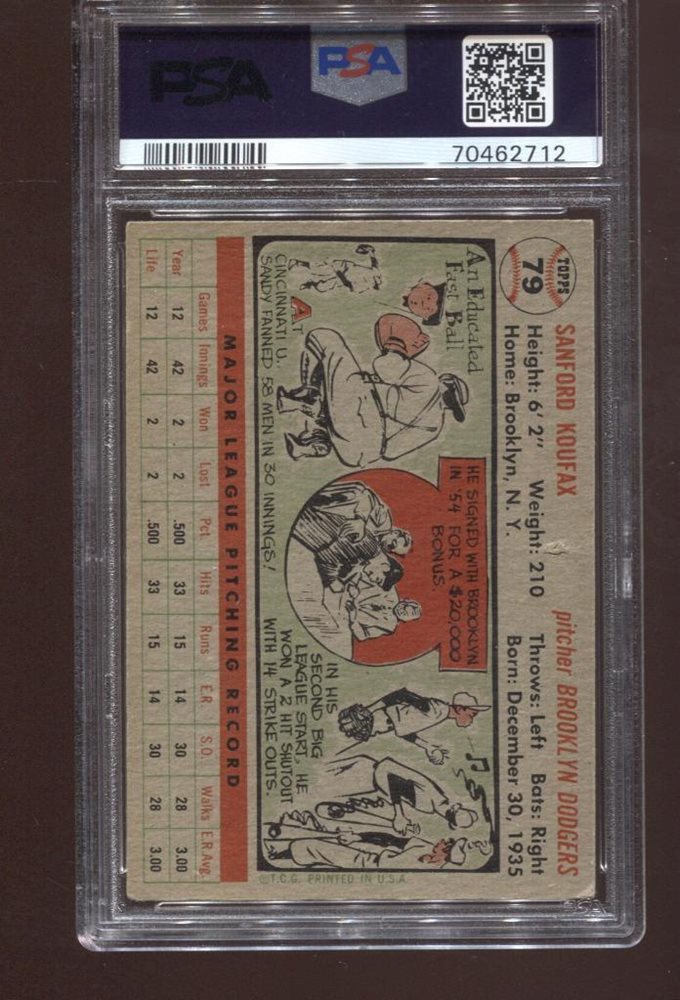 PSA
PSA
70462712
TOPPS
79
SANFORD KOUFAX pitcher BROOKLYN DODGERS
Height: 6' 2" Weight: 210 Throws: Left Bats: Right
Home: Brooklyn, N. Y. Born: December 30, 1935
An Educated
Fast Ball
AT
CINCINNATI U.,
SANDY FANNED 58 MEN IN 30 INNINGS!
HE SIGNED WITH BROOKLYN
IN '54 FOR A $20,000
BONUS.
IN HIS
SECOND BIG
LEAGUE START, HE
WON A 2 HIT SHUTOUT
WITH 14 STRIKE OUTS.
MAJOR LEAGUE PITCHING RECORD
Games Innings Won Lost Pct Hits Runs E.R S.O. Walks E.R.Avg.
Year 12 42 2 2 .500 33 15 14 30 28 3.00
Life 12 42 2 2 .500 33 15 14 30 28 3.00
©T.C.G. PRINTED IN U.S.A.